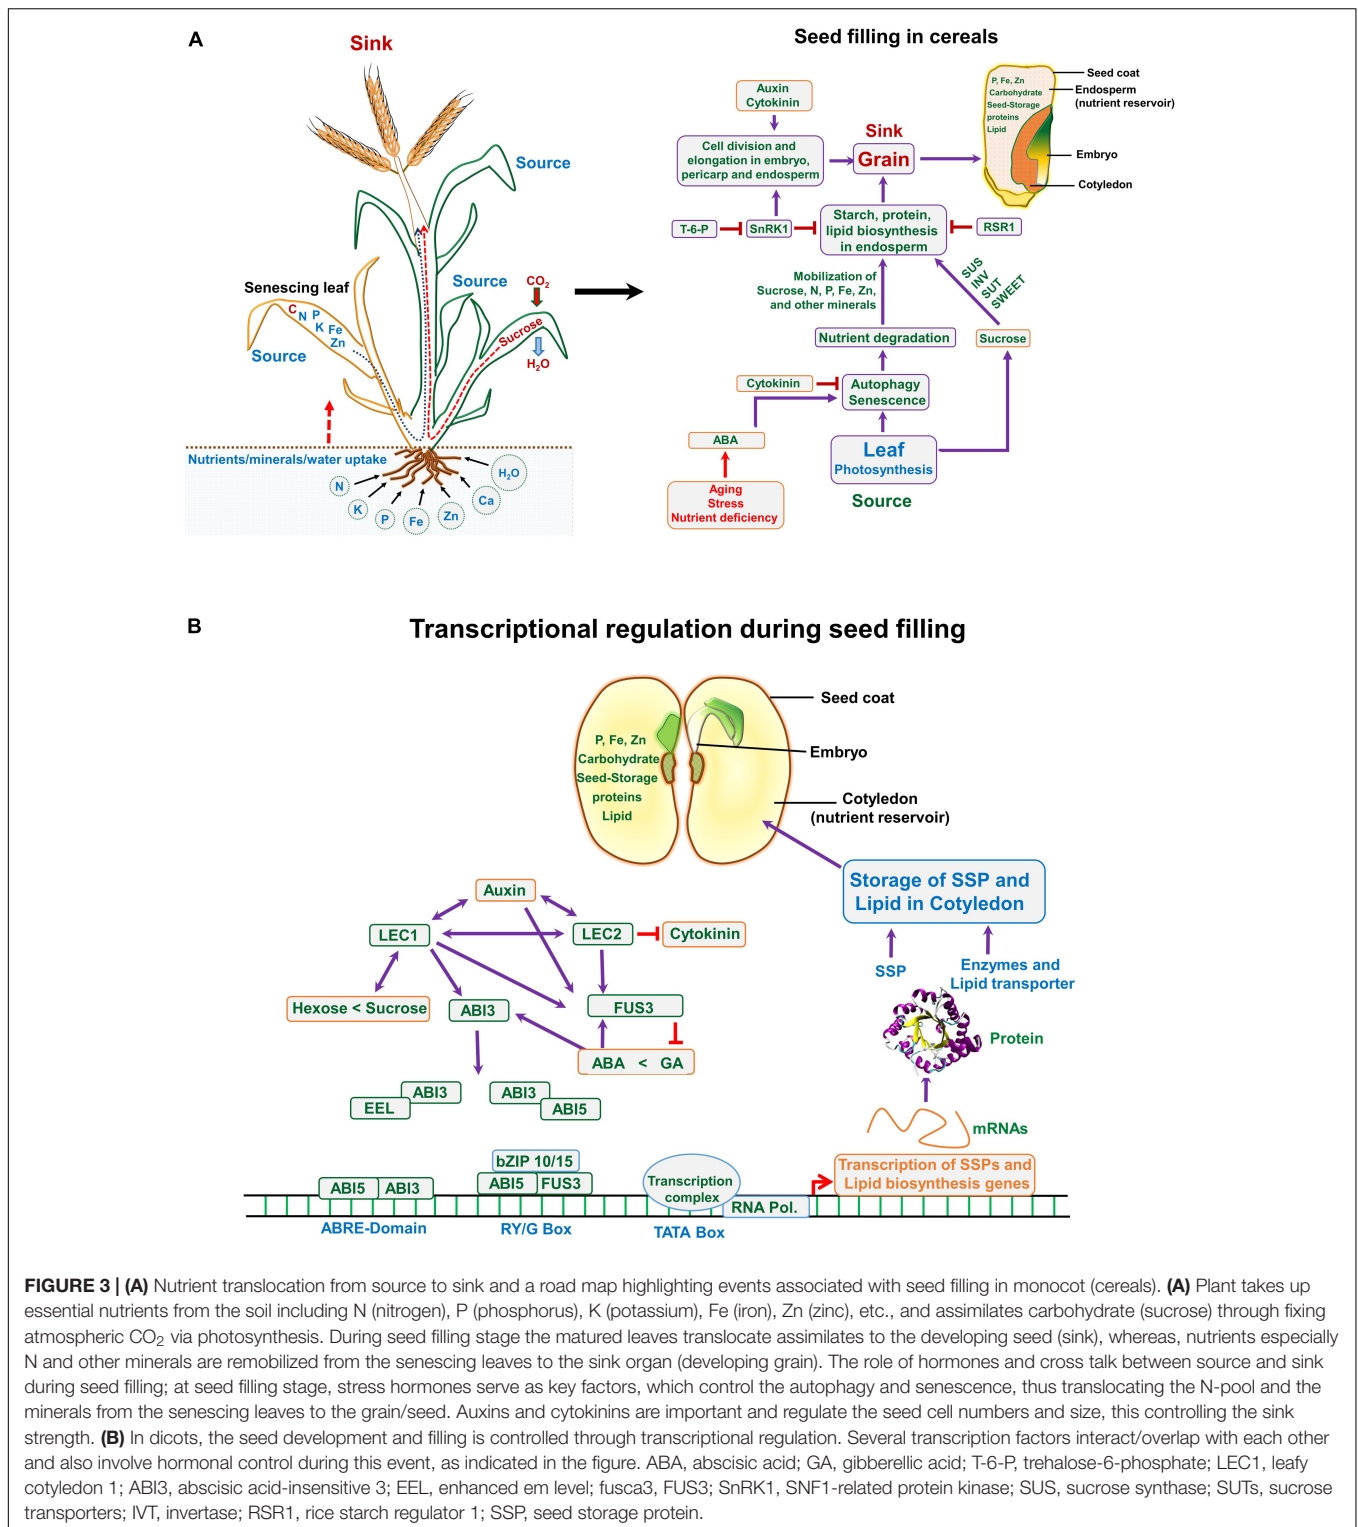 A
Sink
Source
Senescing leaf
C N P K Fe Zn
Source
Source
CO2
Sucrose
H2O
Nutrients/minerals/water uptake
N
K
P
Fe
Zn
Ca
H2O
Seed filling in cereals
Auxin
Cytokinin
Cell division and
elongation in embryo,
pericarp and endosperm
Sink
Grain
P, Fe, Zn
Carbohydrate
Seed-Storage
proteins
Lipid
Seed coat
Endosperm
(nutrient reservoir)
Embryo
Cotyledon
T-6-P
SnRK1
Starch, protein,
lipid biosynthesis
in endosperm
RSR1
Mobilization of
Sucrose, N, P, Fe, Zn,
and other minerals
SUS
INV
SUT
SWEET
Nutrient degradation
Sucrose
Cytokinin
Autophagy
Senescence
ABA
Leaf
Photosynthesis
Source
Aging
Stress
Nutrient deficiency
B
Transcriptional regulation during seed filling
P, Fe, Zn
Carbohydrate
Seed-Storage
proteins
Lipid
Seed coat
Embryo
Cotyledon
(nutrient reservoir)
Auxin
LEC1
LEC2
Cytokinin
Hexose < Sucrose
ABI3
FUS3
ABA < GA
EEL
ABI3
ABI3
ABI5
Storage of SSP and
Lipid in Cotyledon
SSP
Enzymes and
Lipid transporter
Protein
mRNAs
Transcription of SSPs and
Lipid biosynthesis genes
ABI5 ABI3
bZIP 10/15
ABI5 FUS3
Transcription
complex
RNA Pol.
ABRE-Domain
RY/G Box
TATA Box
FIGURE 3 | (A) Nutrient translocation from source to sink and a road map highlighting events associated with seed filling in monocot (cereals). (A) Plant takes up
essential nutrients from the soil including N (nitrogen), P (phosphorus), K (potassium), Fe (iron), Zn (zinc), etc., and assimilates carbohydrate (sucrose) through fixing
atmospheric CO2 via photosynthesis. During seed filling stage the matured leaves translocate assimilates to the developing seed (sink), whereas, nutrients especially
N and other minerals are remobilized from the senescing leaves to the sink organ (developing grain). The role of hormones and cross talk between source and sink
during seed filling; at seed filling stage, stress hormones serve as key factors, which control the autophagy and senescence, thus translocating the N-pool and the
minerals from the senescing leaves to the grain/seed. Auxins and cytokinins are important and regulate the seed cell numbers and size, this controlling the sink
strength. (B) In dicots, the seed development and filling is controlled through transcriptional regulation. Several transcription factors interact/overlap with each other
and also involve hormonal control during this event, as indicated in the figure. ABA, abscisic acid; GA, gibberellic acid; T-6-P, trehalose-6-phosphate; LEC1, leafy
cotyledon 1; ABI3, abscisic acid-insensitive 3; EEL, enhanced em level; fusca3, FUS3; SnRK1, SNF1-related protein kinase; SUS, sucrose synthase; SUTs, sucrose
transporters; IVT, invertase; RSR1, rice starch regulator 1; SSP, seed storage protein.